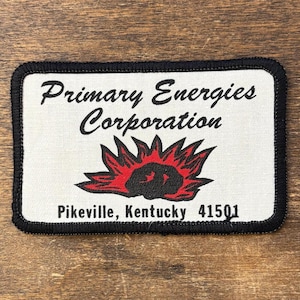 Primary Energies
Corporation
Pikeville, Kentucky 41501